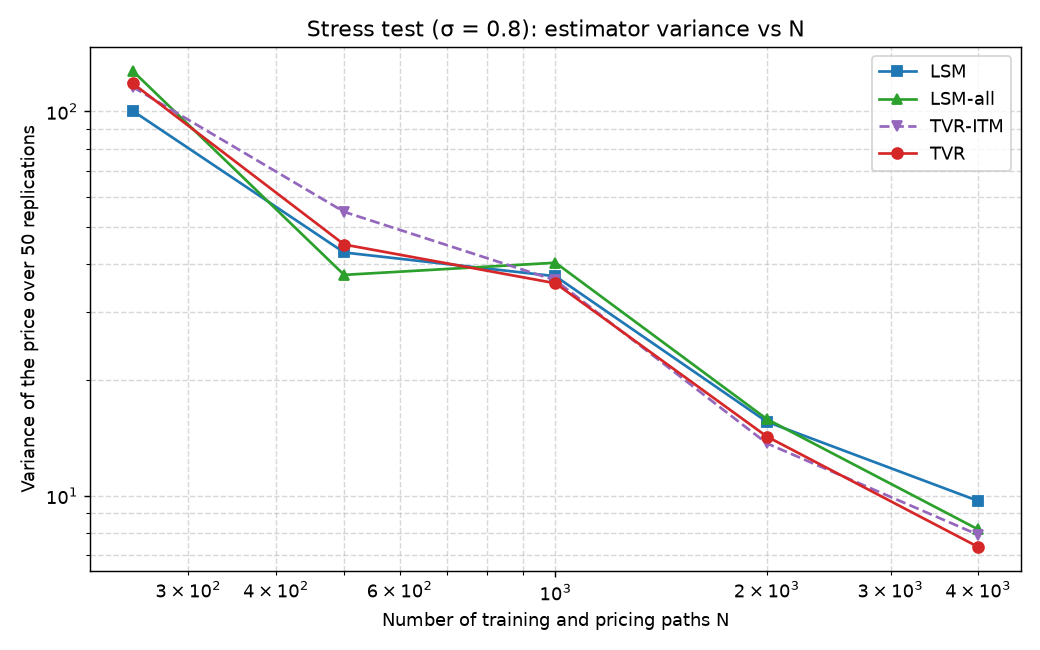 Stress test (σ = 0.8): estimator variance vs N
Variance of the price over 50 replications
10²
10¹
LSM
LSM-all
TVR-ITM
TVR
3 × 10² 4 × 10² 6 × 10² 10³ 2 × 10³ 3 × 10³ 4 × 10³
Number of training and pricing paths N